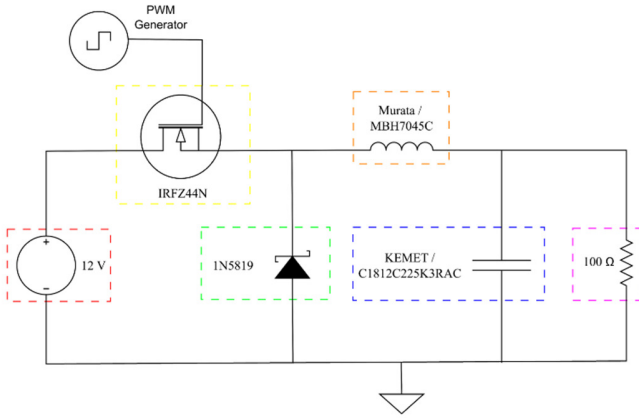 PWM
Generator
Murata /
MBH7045C
IRFZ44N
+
12 V
−
1N5819
KEMET /
C1812C225K3RAC
100 Ω